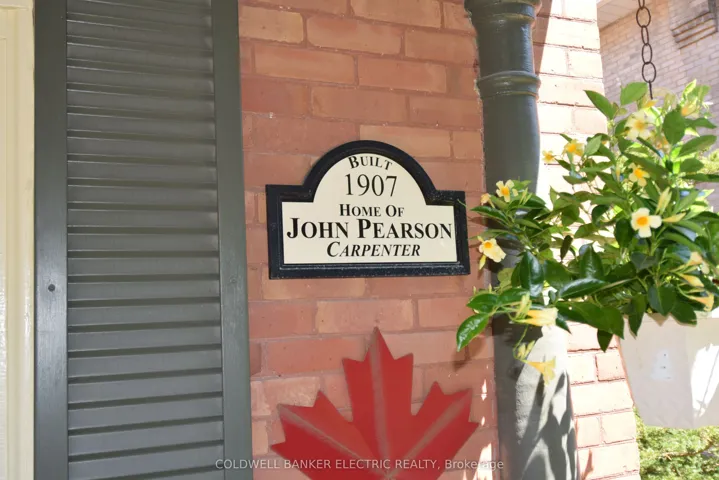 BUILT
1907
HOME OF
JOHN PEARSON
CARPENTER
COLDWELL BANKER ELECTRIC REALTY, Brokerage